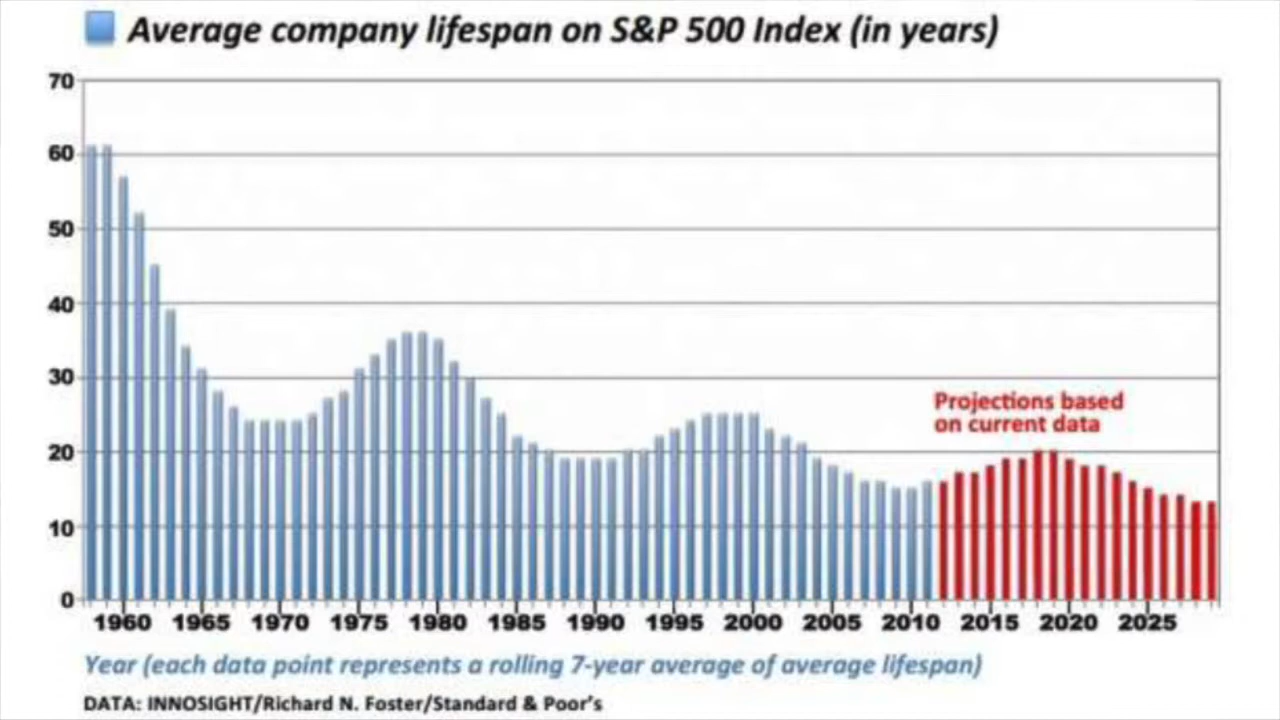 Average company lifespan on S&P 500 Index (in years)
70
60
50
40
30
20
10
0
Projections based
on current data
1960 1965 1970 1975 1980 1985 1990 1995 2000 2005 2010 2015 2020 2025
Year (each data point represents a rolling 7-year average of average lifespan)
DATA: INNOSIGHT/Richard N. Foster/Standard & Poor's